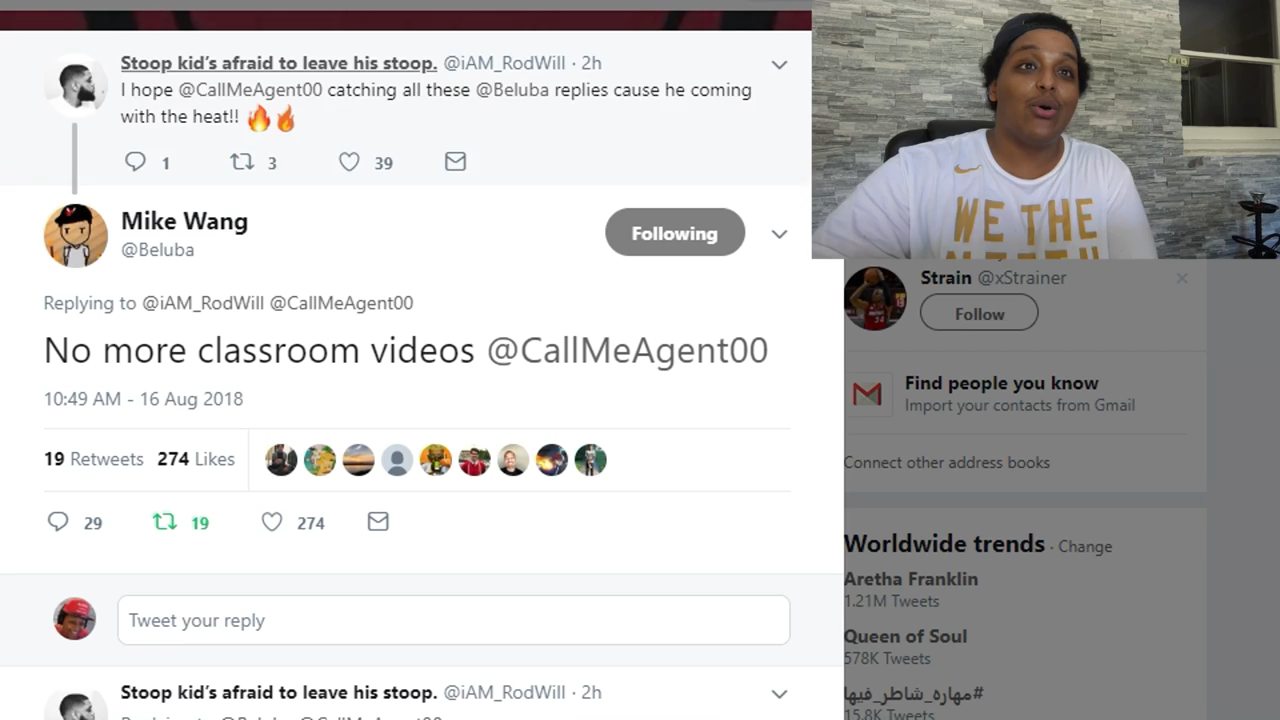 Stoop kid's afraid to leave his stoop. @iAM_RodWill · 2h
I hope @CallMeAgent00 catching all these @Beluba replies cause he coming
with the heat!! 🔥🔥
1 3 39
Mike Wang
@Beluba
Following
Replying to @iAM_RodWill @CallMeAgent00
No more classroom videos @CallMeAgent00
10:49 AM - 16 Aug 2018
19 Retweets 274 Likes
29 19 274
Tweet your reply
Stoop kid's afraid to leave his stoop. @iAM_RodWill · 2h
WE THE
NORTH
Strain @xStrainer
Follow
Find people you know
Import your contacts from Gmail
Connect other address books
Worldwide trends · Change
Aretha Franklin
1.21M Tweets
Queen of Soul
578K Tweets
#مهاره_شاطر_فيها
15.8K Tweets